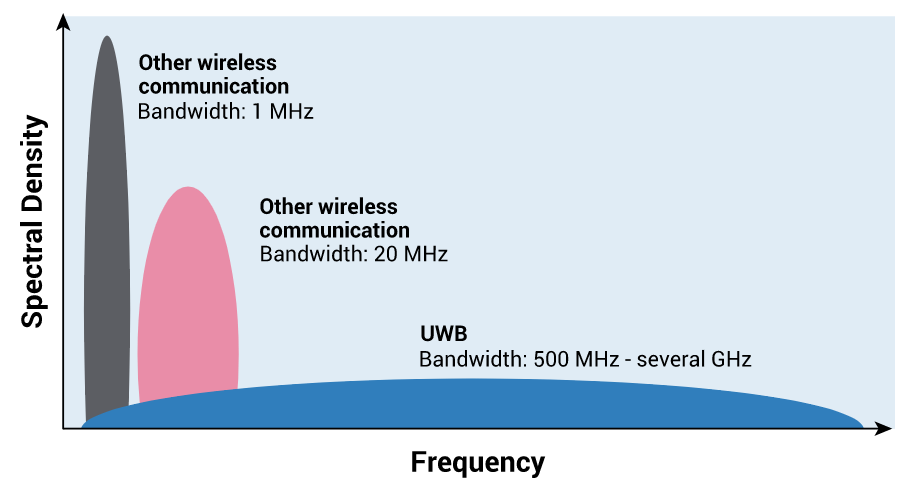 Other wireless
communication
Bandwidth: 1 MHz
Spectral Density
Other wireless
communication
Bandwidth: 20 MHz
UWB
Bandwidth: 500 MHz - several GHz
Frequency